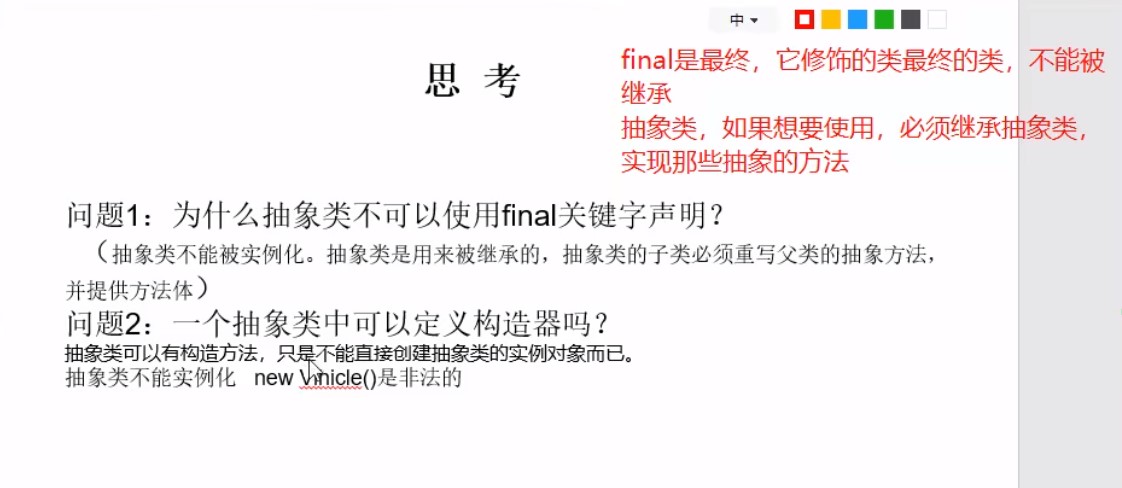 中
final是最终，它修饰的类最终的类，不能被
继承
抽象类，如果想要使用，必须继承抽象类，
实现那些抽象的方法
思 考
问题1：为什么抽象类不可以使用final关键字声明？
（抽象类不能被实例化。抽象类是用来被继承的，抽象类的子类必须重写父类的抽象方法，
并提供方法体）
问题2：一个抽象类中可以定义构造器吗？
抽象类可以有构造方法，只是不能直接创建抽象类的实例对象而已。
抽象类不能实例化 new Vinicle()是非法的